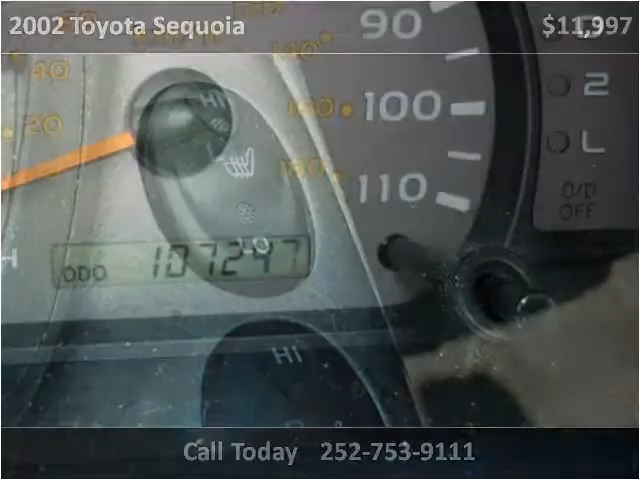 2002 Toyota Sequoia $11,997
90
140
40 HI 2
160 100
20 L
180 110
O/D
OFF
H
ODO 107297
HI
Call Today 252-753-9111